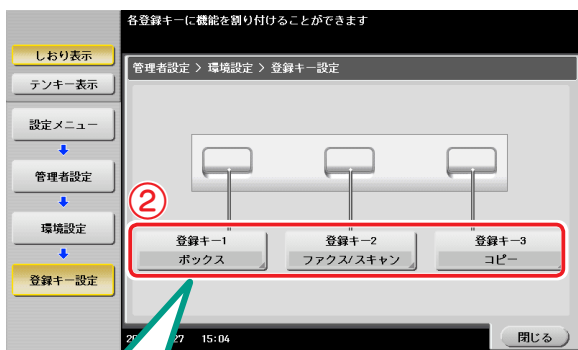 各登録キーに機能を割り付けることができます
しおり表示
テンキー表示
管理者設定 > 環境設定 > 登録キー設定
設定メニュー
管理者設定
環境設定
登録キー設定
②
登録キー1
ボックス
登録キー2
ファクス/スキャン
登録キー3
コピー
20 27 15:04
閉じる